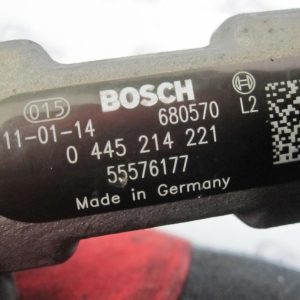 015 BOSCH
11-01-14 680570 L2
0 445 214 221
55576177
Made in Germany